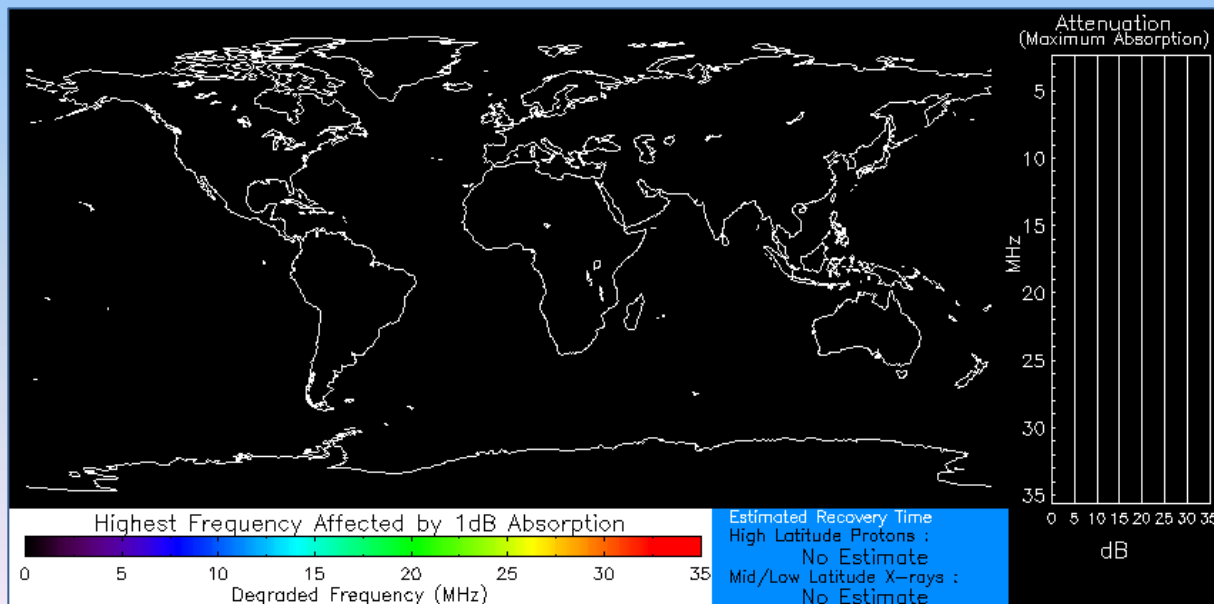 Attenuation
(Maximum Absorption)
5
10
15
20
25
30
35
MHz
0 5 10 15 20 25 30 35
dB
Highest Frequency Affected by 1dB Absorption
0 5 10 15 20 25 30 35
Degraded Frequency (MHz)
Estimated Recovery Time
High Latitude Protons :
No Estimate
Mid/Low Latitude X-rays :
No Estimate